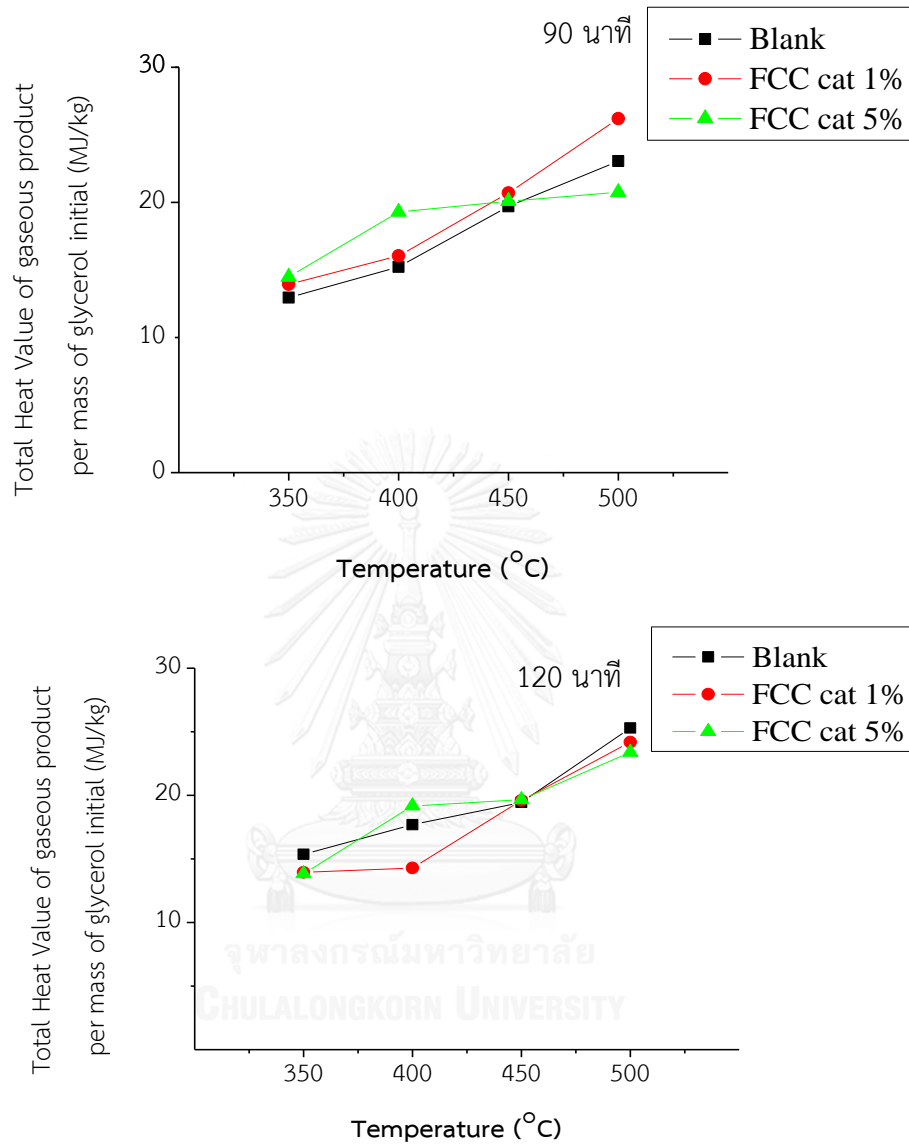 90 นาที
Blank
FCC cat 1%
FCC cat 5%
Total Heat Value of gaseous product
per mass of glycerol initial (MJ/kg)
30
20
10
0
350 400 450 500
Temperature (°C)
120 นาที
Blank
FCC cat 1%
FCC cat 5%
Total Heat Value of gaseous product
per mass of glycerol initial (MJ/kg)
30
20
10
จุฬาลงกรณ์มหาวิทยาลัย
CHULALONGKORN UNIVERSITY
350 400 450 500
Temperature (°C)